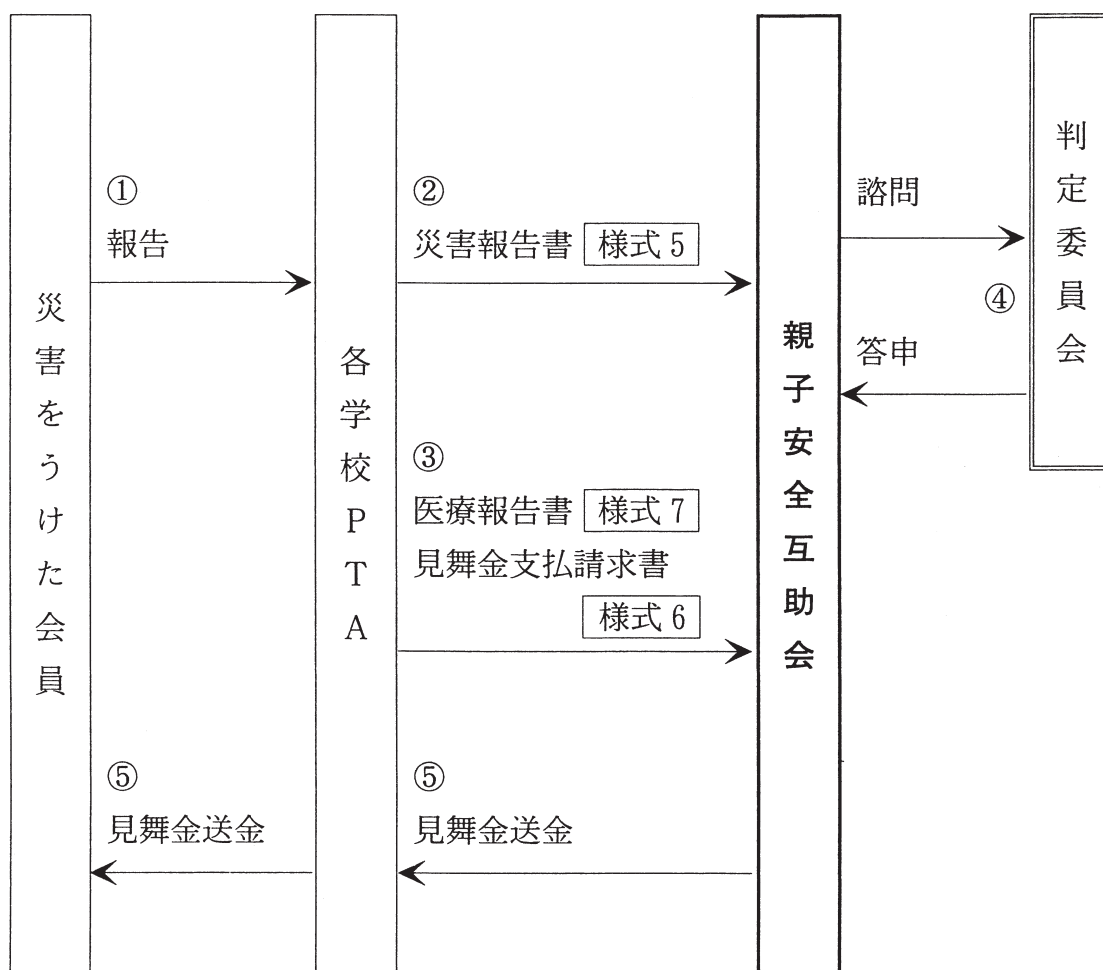 災害をうけた会員
①
報告
⑤
見舞金送金
各学校PTA
②
災害報告書 様式5
③
医療報告書 様式7
見舞金支払請求書
様式6
⑤
見舞金送金
親子安全互助会
諮問
④
答申
判定委員会